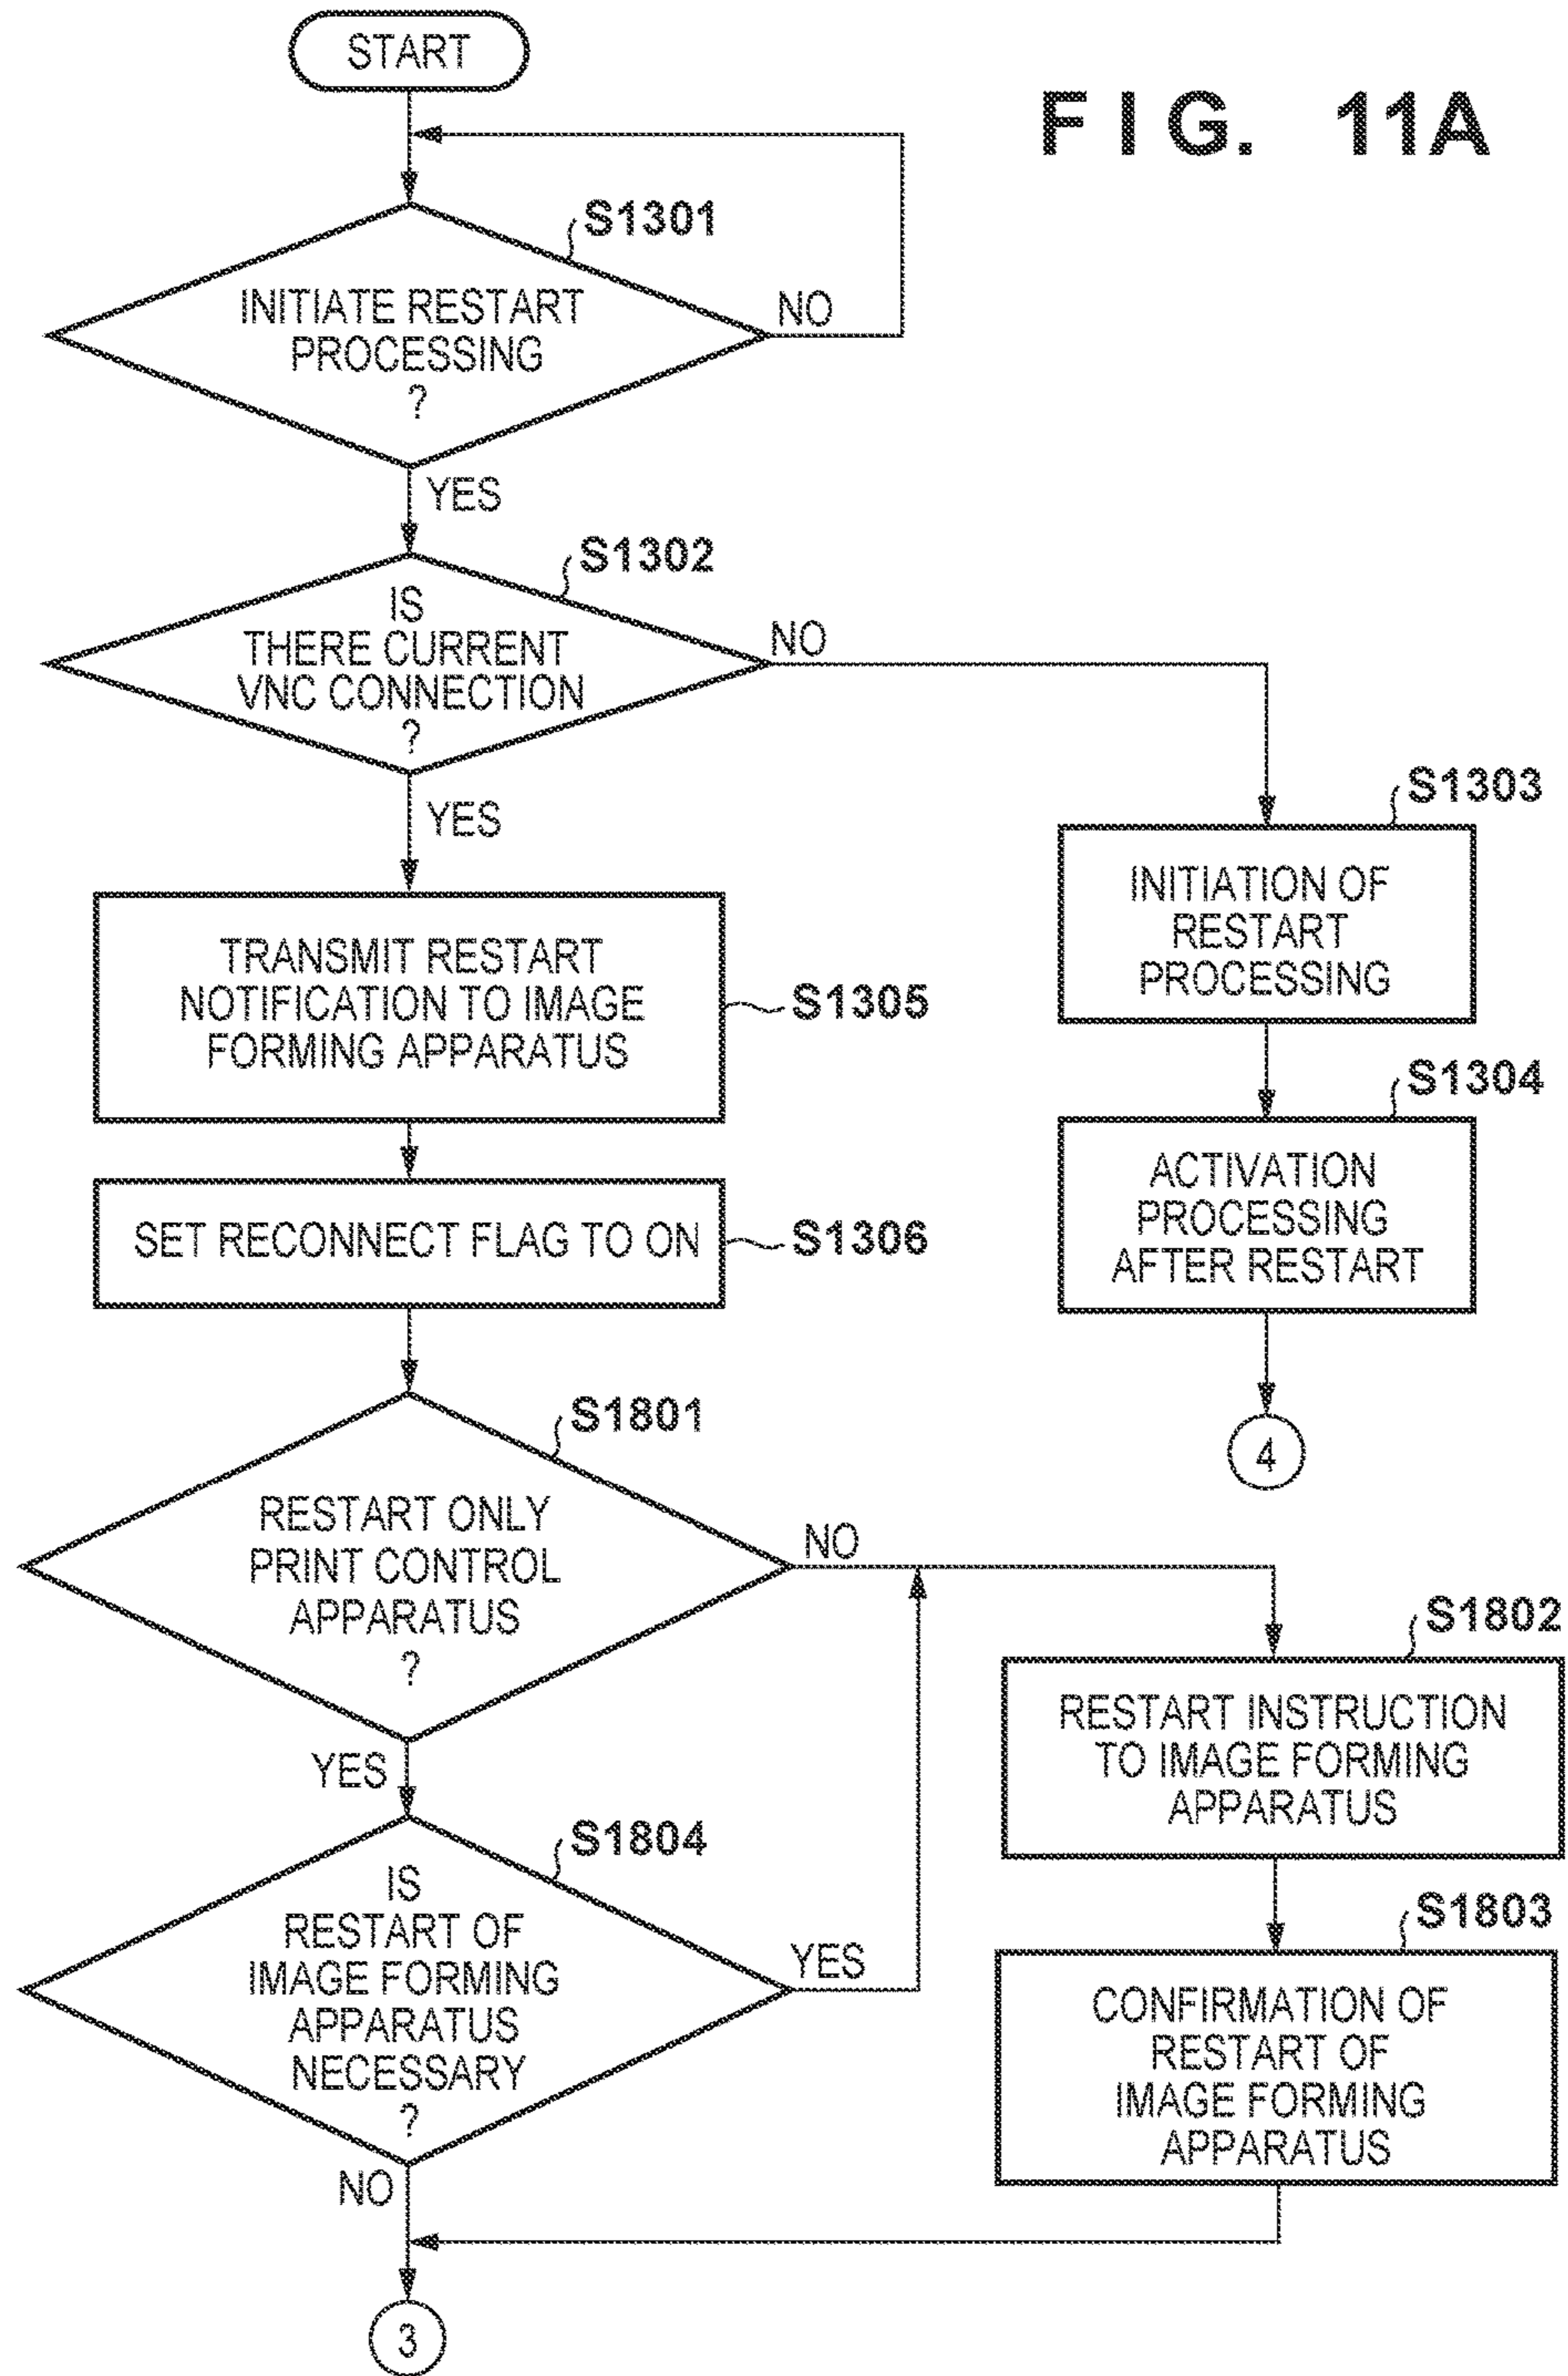 START
FIG. 11A
S1301
INITIATE RESTART
PROCESSING
?
NO
YES
S1302
IS
THERE CURRENT
VNC CONNECTION
?
NO
YES
S1303
INITIATION OF
RESTART
PROCESSING
TRANSMIT RESTART
NOTIFICATION TO IMAGE
FORMING APPARATUS
S1305
S1304
ACTIVATION
PROCESSING
AFTER RESTART
SET RECONNECT FLAG TO ON
S1306
4
S1801
RESTART ONLY
PRINT CONTROL
APPARATUS
?
NO
YES
S1802
RESTART INSTRUCTION
TO IMAGE FORMING
APPARATUS
S1804
IS
RESTART OF
IMAGE FORMING
APPARATUS
NECESSARY
?
YES
NO
S1803
CONFIRMATION OF
RESTART OF
IMAGE FORMING
APPARATUS
3